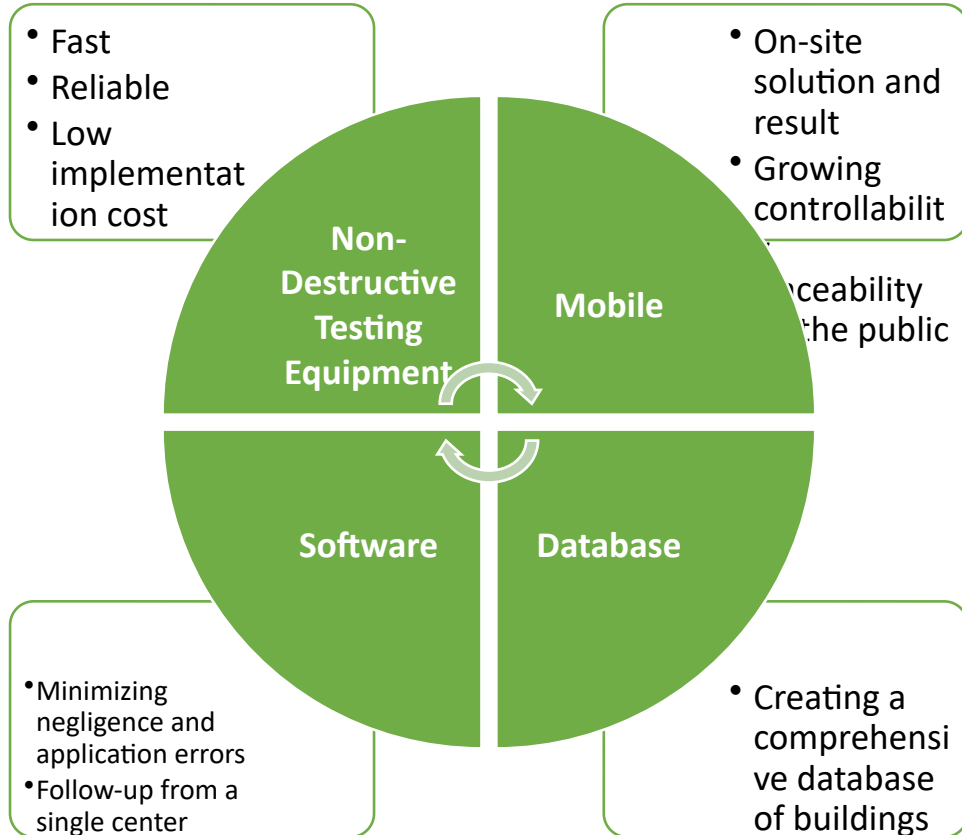 • Fast
• Reliable
• Low
implementat
ion cost
• On-site
solution and
result
• Growing
controllabilit
the public
Non-
Destructive
Testing
Equipment
Mobile
Software
Database
• Minimizing
negligence and
application errors
• Follow-up from a
single center
• Creating a
comprehensi
ve database
of buildings